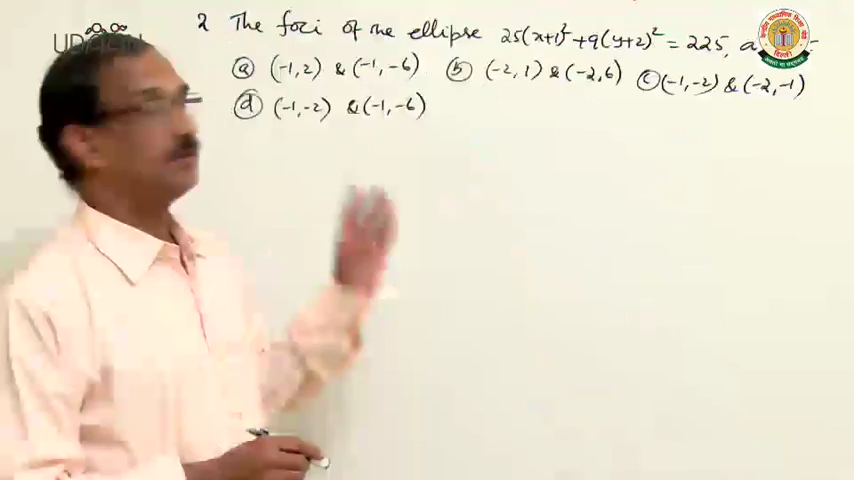 UDAAN
2 The foci of the ellipse 25(x+1)²+9(y+2)² = 225, a
ⓐ (-1,2) & (-1,-6) ⓑ (-2,1) & (-2,6) ⓒ (-1,-2) & (-2,-1)
ⓓ (-1,-2) & (-1,-6)